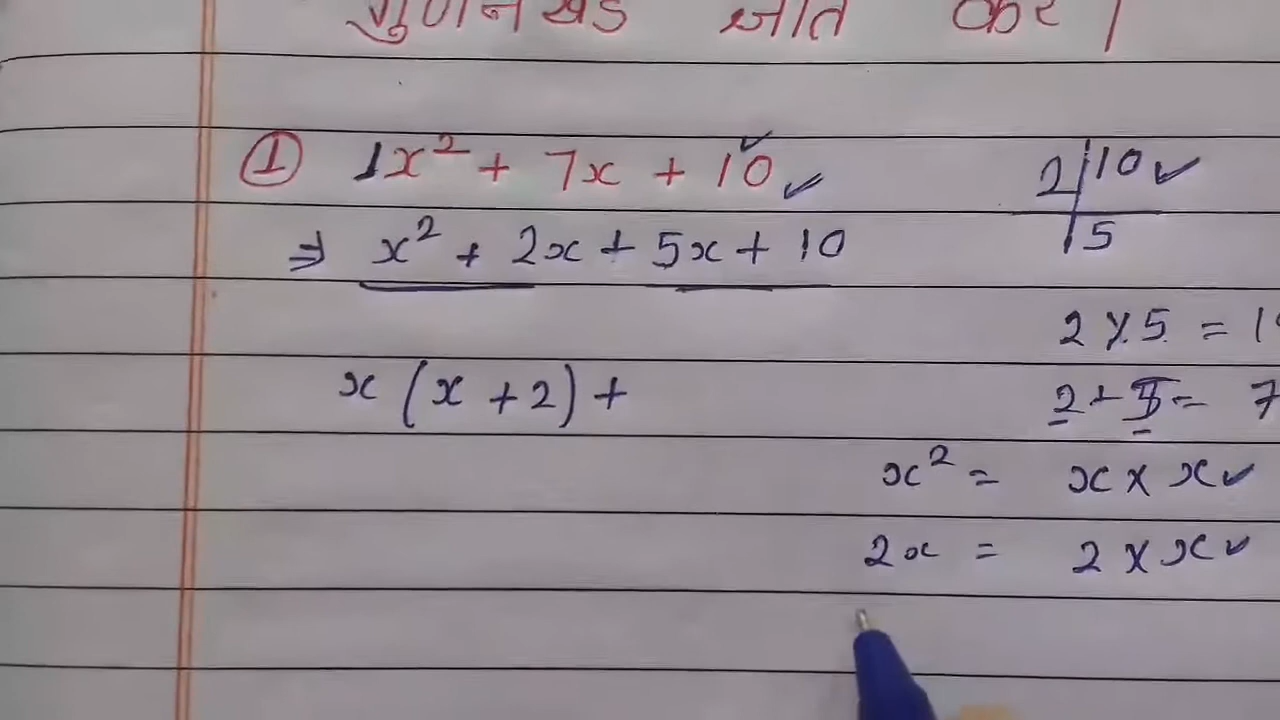 गुणनखंड ज्ञात करें।
① 1x² + 7x + 10
⇒ x² + 2x + 5x + 10
x (x + 2) +
2 | 10
5
2 × 5 = 1
2 + 5 = 7
x² = x × x
2x = 2 × x